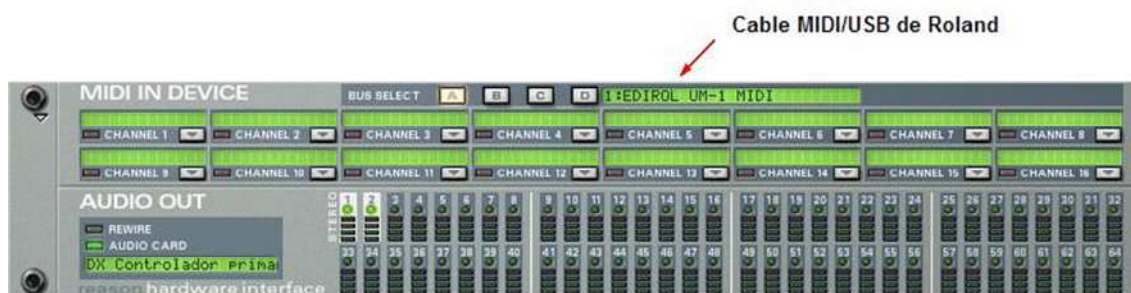 Cable MIDI/USB de Roland
MIDI IN DEVICE BUS SELECT A B C D 1:EDIROL UM-1 MIDI
CHANNEL 1 CHANNEL 2 CHANNEL 3 CHANNEL 4 CHANNEL 5 CHANNEL 6 CHANNEL 7 CHANNEL 8
CHANNEL 9 CHANNEL 10 CHANNEL 11 CHANNEL 12 CHANNEL 13 CHANNEL 14 CHANNEL 15 CHANNEL 16
AUDIO OUT
STEREO
1 2 3 4 5 6 7 8 9 10 11 12 13 14 15 16 17 18 19 20 21 22 23 24 25 26 27 28 29 30 31 32
REWIRE
AUDIO CARD
33 34 35 36 37 38 39 40 41 42 43 44 45 46 47 48 49 50 51 52 53 54 55 56 57 58 59 60 61 62 63 64
DX Controlador prima
reason hardware interface